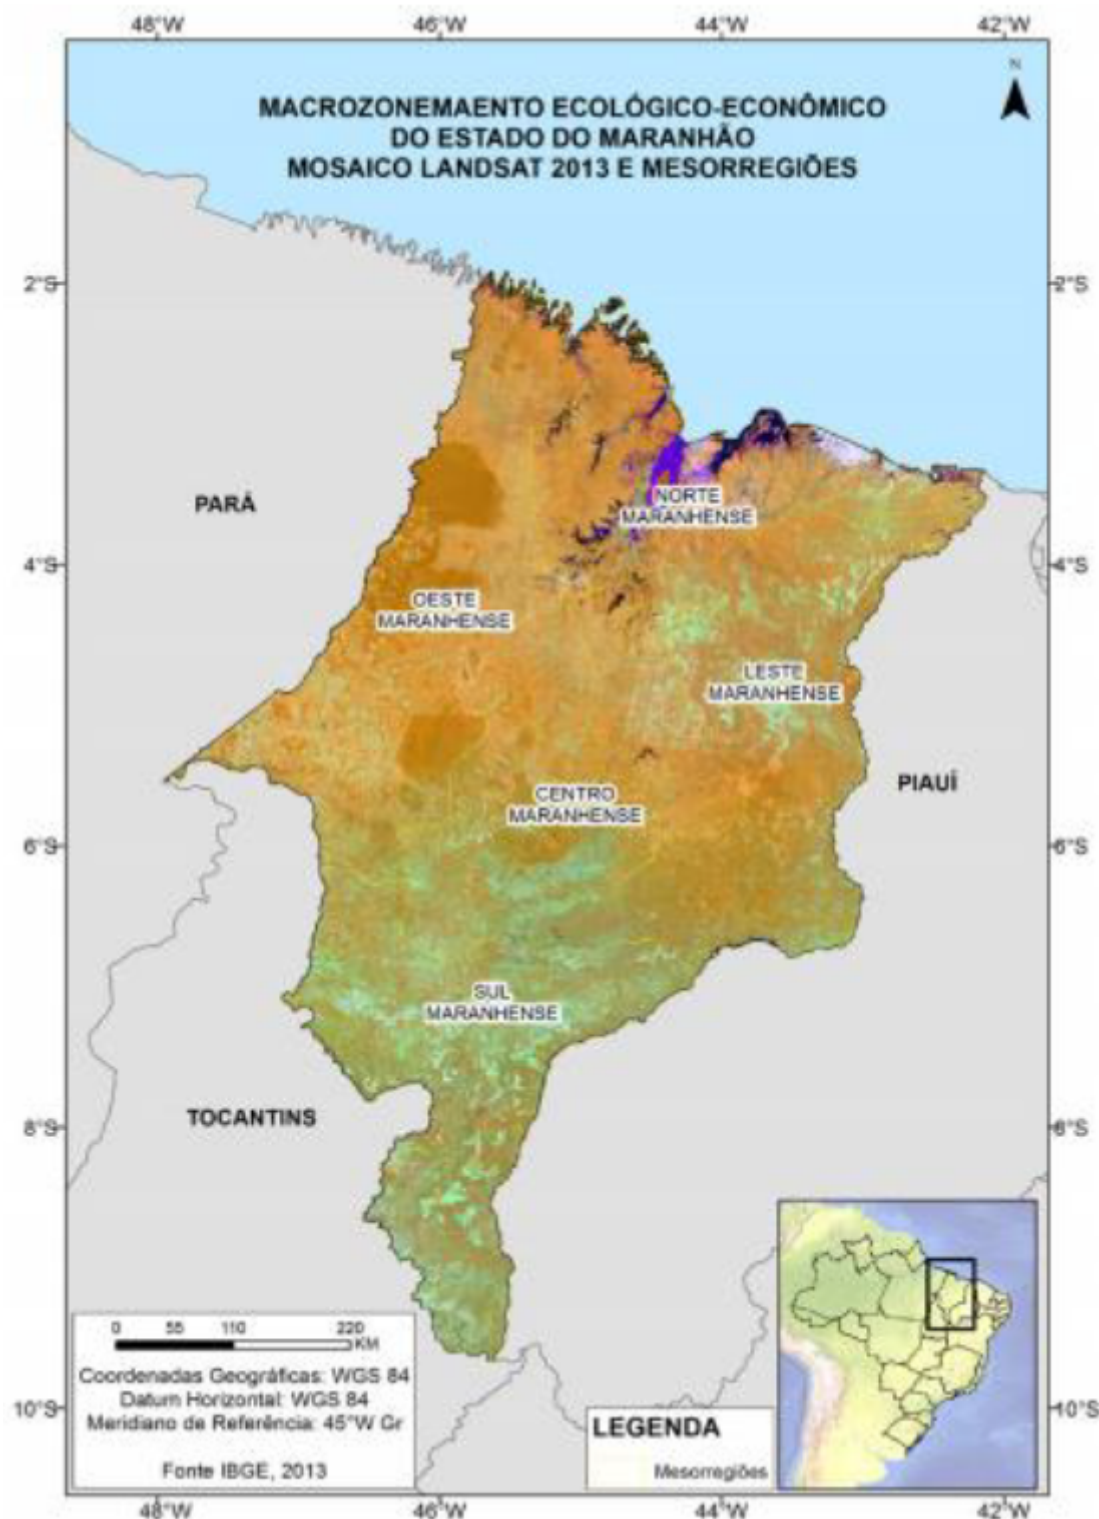 48°W 46°W 44°W 42°W
N
MACROZONEMAENTO ECOLÓGICO-ECONÔMICO
DO ESTADO DO MARANHÃO
MOSAICO LANDSAT 2013 E MESORREGIÕES
2°S 2°S
PARÁ
NORTE
MARANHENSE
4°S 4°S
OESTE
MARANHENSE
LESTE
MARANHENSE
PIAUÍ
CENTRO
MARANHENSE
6°S 6°S
SUL
MARANHENSE
TOCANTINS
8°S 8°S
0 55 110 220
KM
Coordenadas Geográficas: WGS 84
Datum Horizontal: WGS 84
Meridiano de Referência: 45°W Gr
Fonte IBGE, 2013
10°S 10°S
LEGENDA
Mesorregiões
48°W 46°W 44°W 42°W